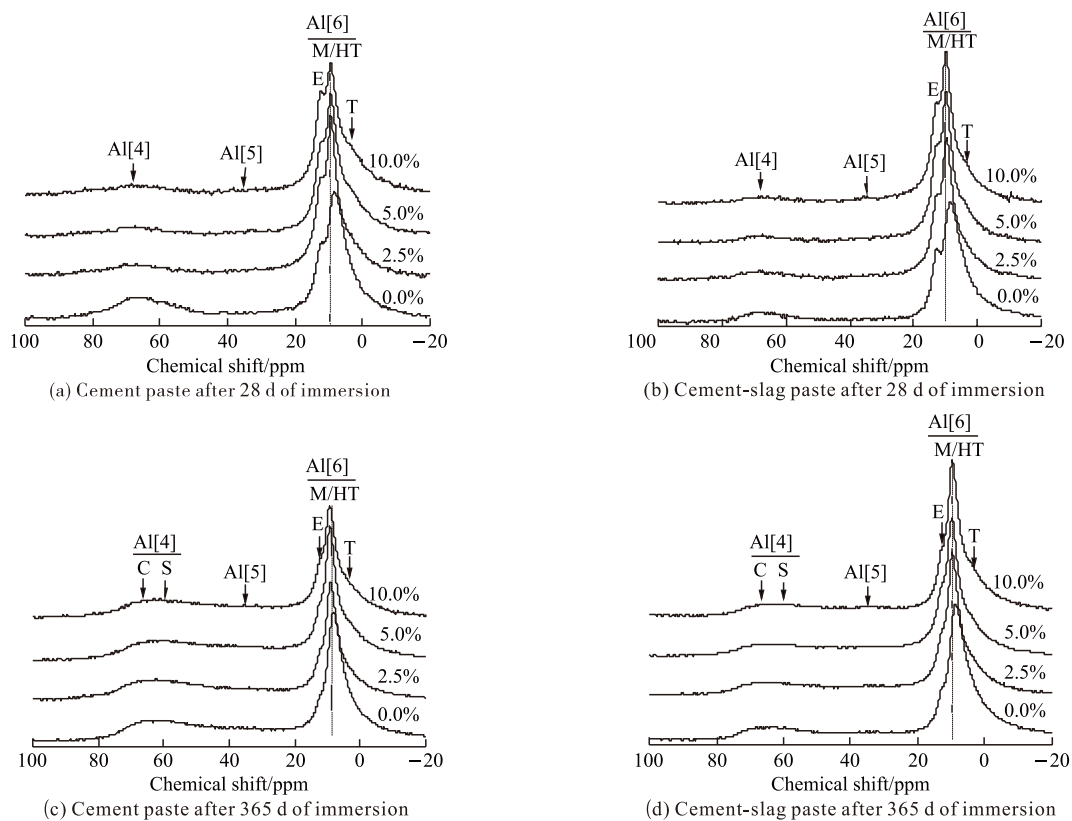 Al[6]
M/HT
E
T
Al[4]
Al[5]
10.0%
5.0%
2.5%
0.0%
100 80 60 40 20 0 −20
Chemical shift/ppm
(a) Cement paste after 28 d of immersion
Al[6]
M/HT
E
T
Al[4]
Al[5]
10.0%
5.0%
2.5%
0.0%
80 60 40 20 0 −20
Chemical shift/ppm
(b) Cement-slag paste after 28 d of immersion
Al[6]
M/HT
E
T
Al[4]
C S
Al[5]
10.0%
5.0%
2.5%
0.0%
100 80 60 40 20 0 −20
Chemical shift/ppm
(c) Cement paste after 365 d of immersion
Al[6]
M/HT
E
T
Al[4]
C S
Al[5]
10.0%
5.0%
2.5%
0.0%
100 80 60 40 20 0 −20
Chemical shift/ppm
(d) Cement-slag paste after 365 d of immersion